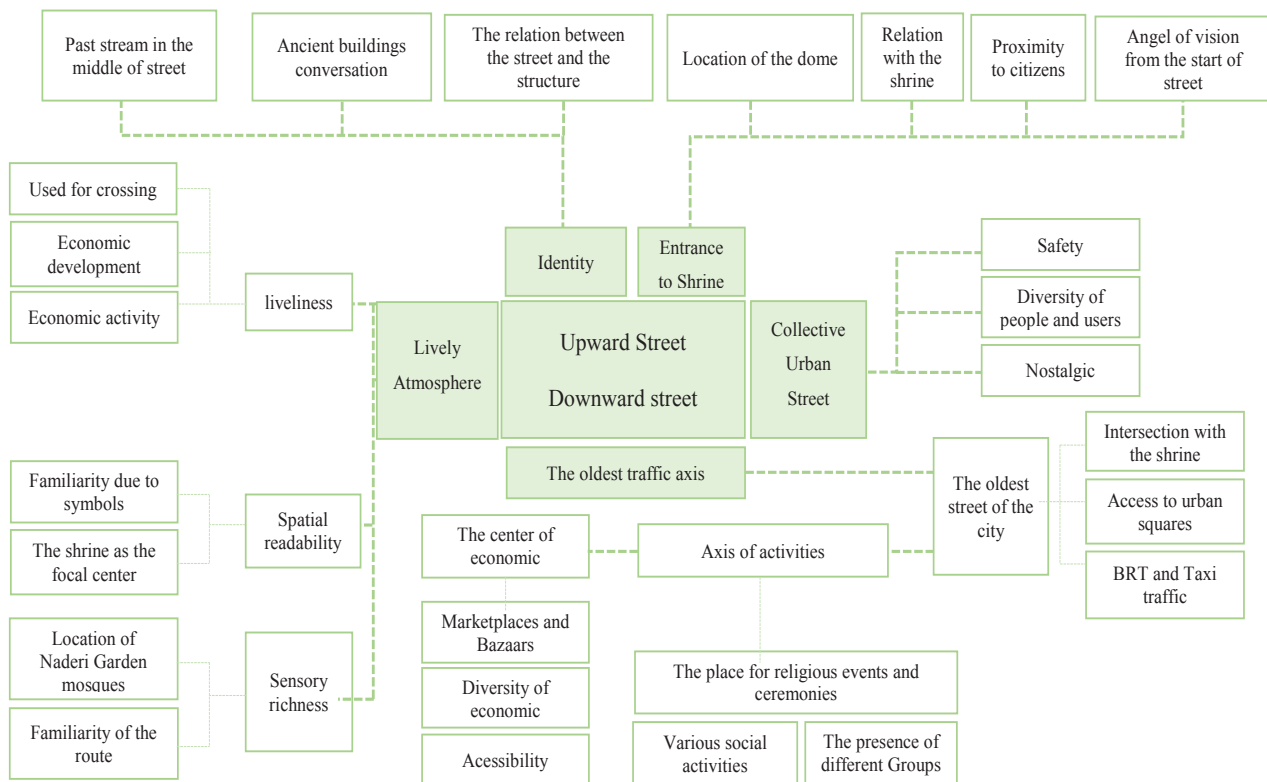 Past stream in the
middle of street
Ancient buildings
conversation
The relation between
the street and the
structure
Location of the dome
Relation
with the
shrine
Proximity
to citizens
Angel of vision
from the start of
street
Used for crossing
Economic
development
Economic activity
liveliness
Identity
Entrance
to Shrine
Lively
Atmosphere
Upward Street
Downward street
Collective
Urban
Street
Safety
Diversity of
people and users
Nostalgic
The oldest traffic axis
The oldest
street of the
city
Intersection with
the shrine
Access to urban
squares
BRT and Taxi
traffic
Familiarity due to
symbols
The shrine as the
focal center
Spatial
readability
The center of
economic
Axis of activities
Marketplaces and
Bazaars
Diversity of
economic
Acessibility
The place for religious events and
ceremonies
Various social
activities
The presence of
different Groups
Location of
Naderi Garden
mosques
Familiarity of the
route
Sensory
richness